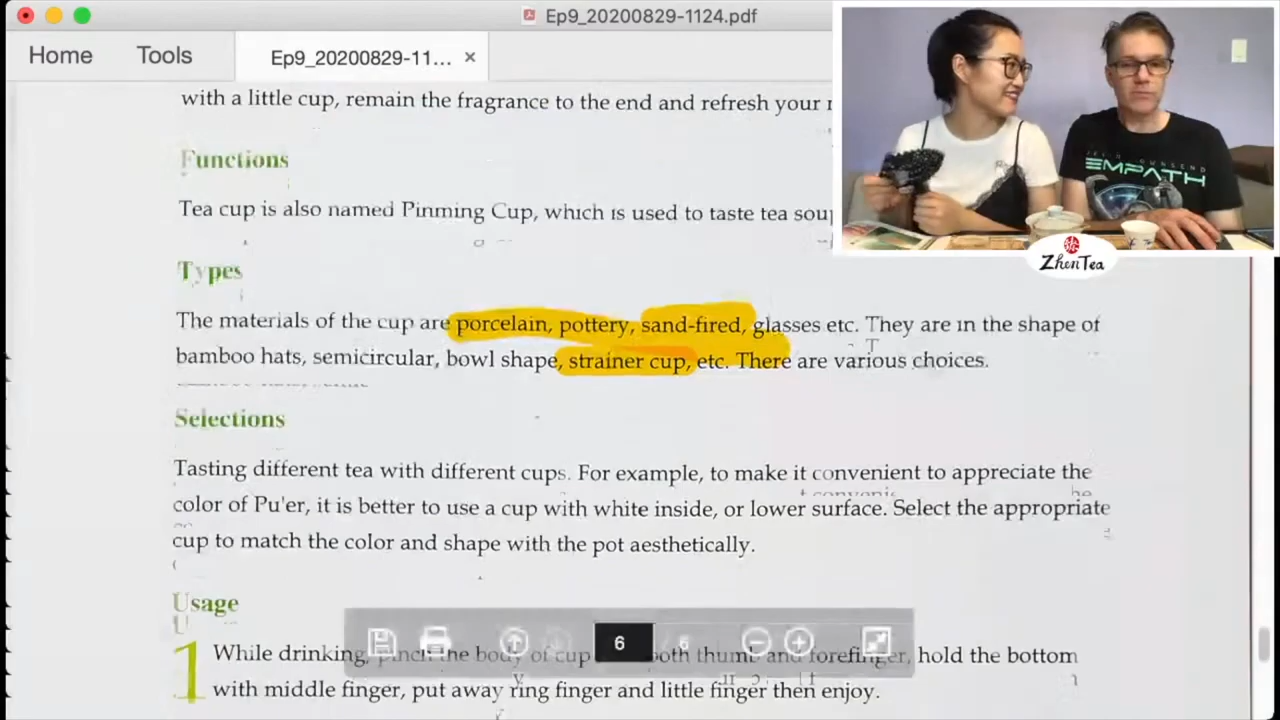 Ep9_20200829-1124.pdf
Home
Tools
Ep9_20200829-11... ×
with a little cup, remain the fragrance to the end and refresh your
Functions
Tea cup is also named Pinming Cup, which is used to taste tea soup
EMPATH
ZhenTea
Types
The materials of the cup are porcelain, pottery, sand-fired, glasses etc. They are in the shape of
bamboo hats, semicircular, bowl shape, strainer cup, etc. There are various choices.
Selections
Tasting different tea with different cups. For example, to make it convenient to appreciate the
color of Pu'er, it is better to use a cup with white inside, or lower surface. Select the appropriate
cup to match the color and shape with the pot aesthetically.
Usage
6 / 6
1 While drinking, pinch the body of cup with both thumb and forefinger, hold the bottom
with middle finger, put away ring finger and little finger then enjoy.